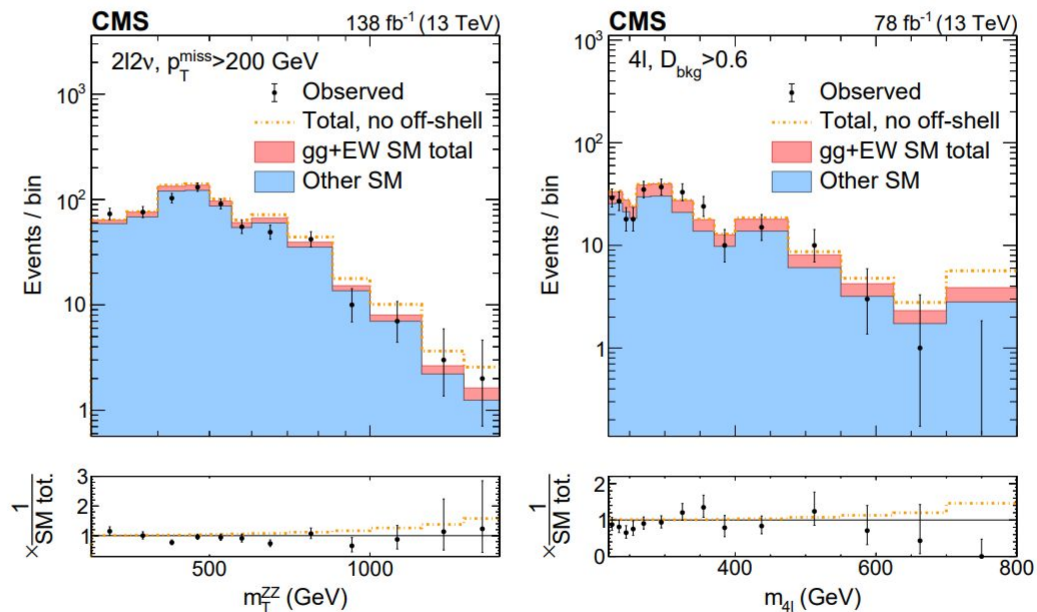 CMS 138 fb⁻¹ (13 TeV)
2l2ν, p_T^miss>200 GeV
Observed
Total, no off-shell
gg+EW SM total
Other SM
Events / bin
10³
10²
10
1
3
2
1
× 1/SM tot.
500 1000
m_T^ZZ (GeV)
CMS 78 fb⁻¹ (13 TeV)
4l, D_bkg>0.6
Observed
Total, no off-shell
gg+EW SM total
Other SM
Events / bin
10³
10²
10
1
2
1
0
× 1/SM tot.
400 600 800
m_4l (GeV)